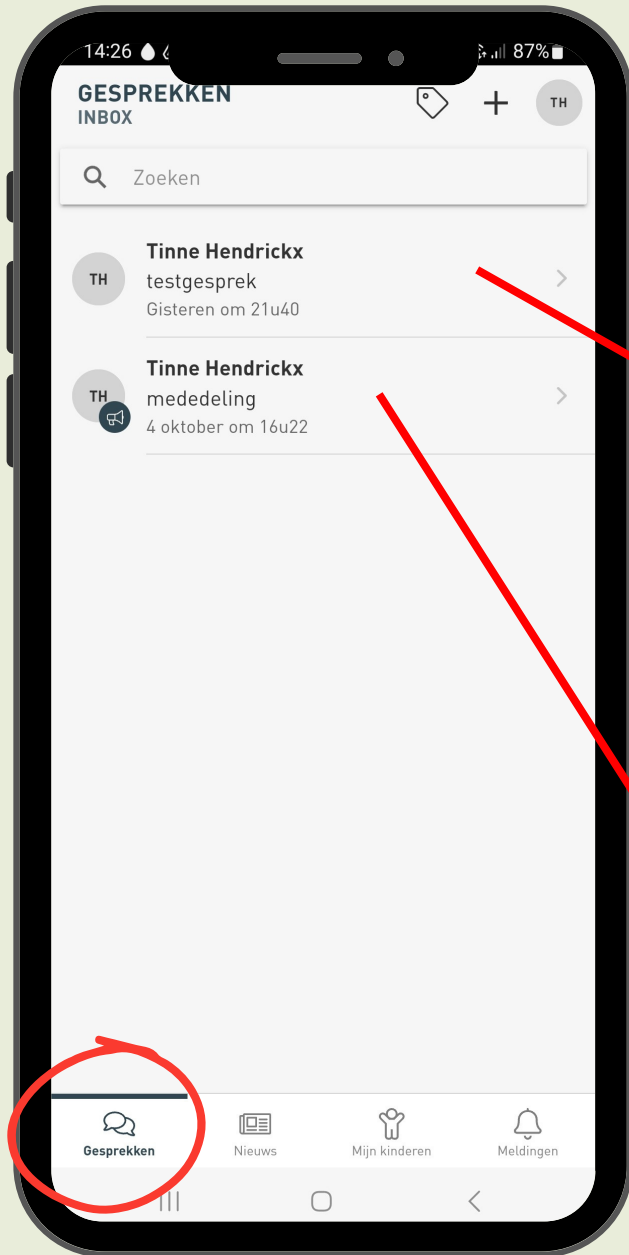 14:26
87%
GESPREKKEN
INBOX
TH
Zoeken
Tinne Hendrickx
TH
testgesprek
Gisteren om 21u40
Tinne Hendrickx
TH
mededeling
4 oktober om 16u22
Gesprekken
Nieuws
Mijn kinderen
Meldingen